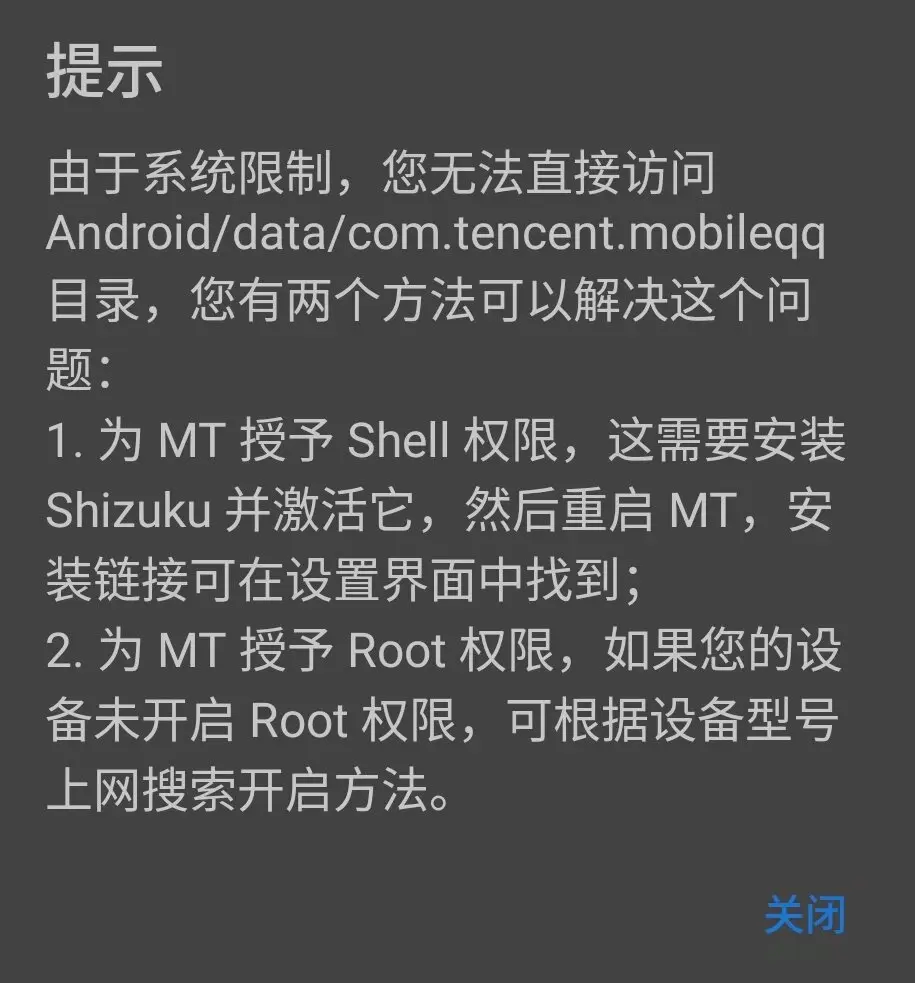 提示
由于系统限制，您无法直接访问
Android/data/com.tencent.mobileqq
目录，您有两个方法可以解决这个问
题：
1. 为 MT 授予 Shell 权限，这需要安装
Shizuku 并激活它，然后重启 MT，安
装链接可在设置界面中找到；
2. 为 MT 授予 Root 权限，如果您的设
备未开启 Root 权限，可根据设备型号
上网搜索开启方法。
关闭